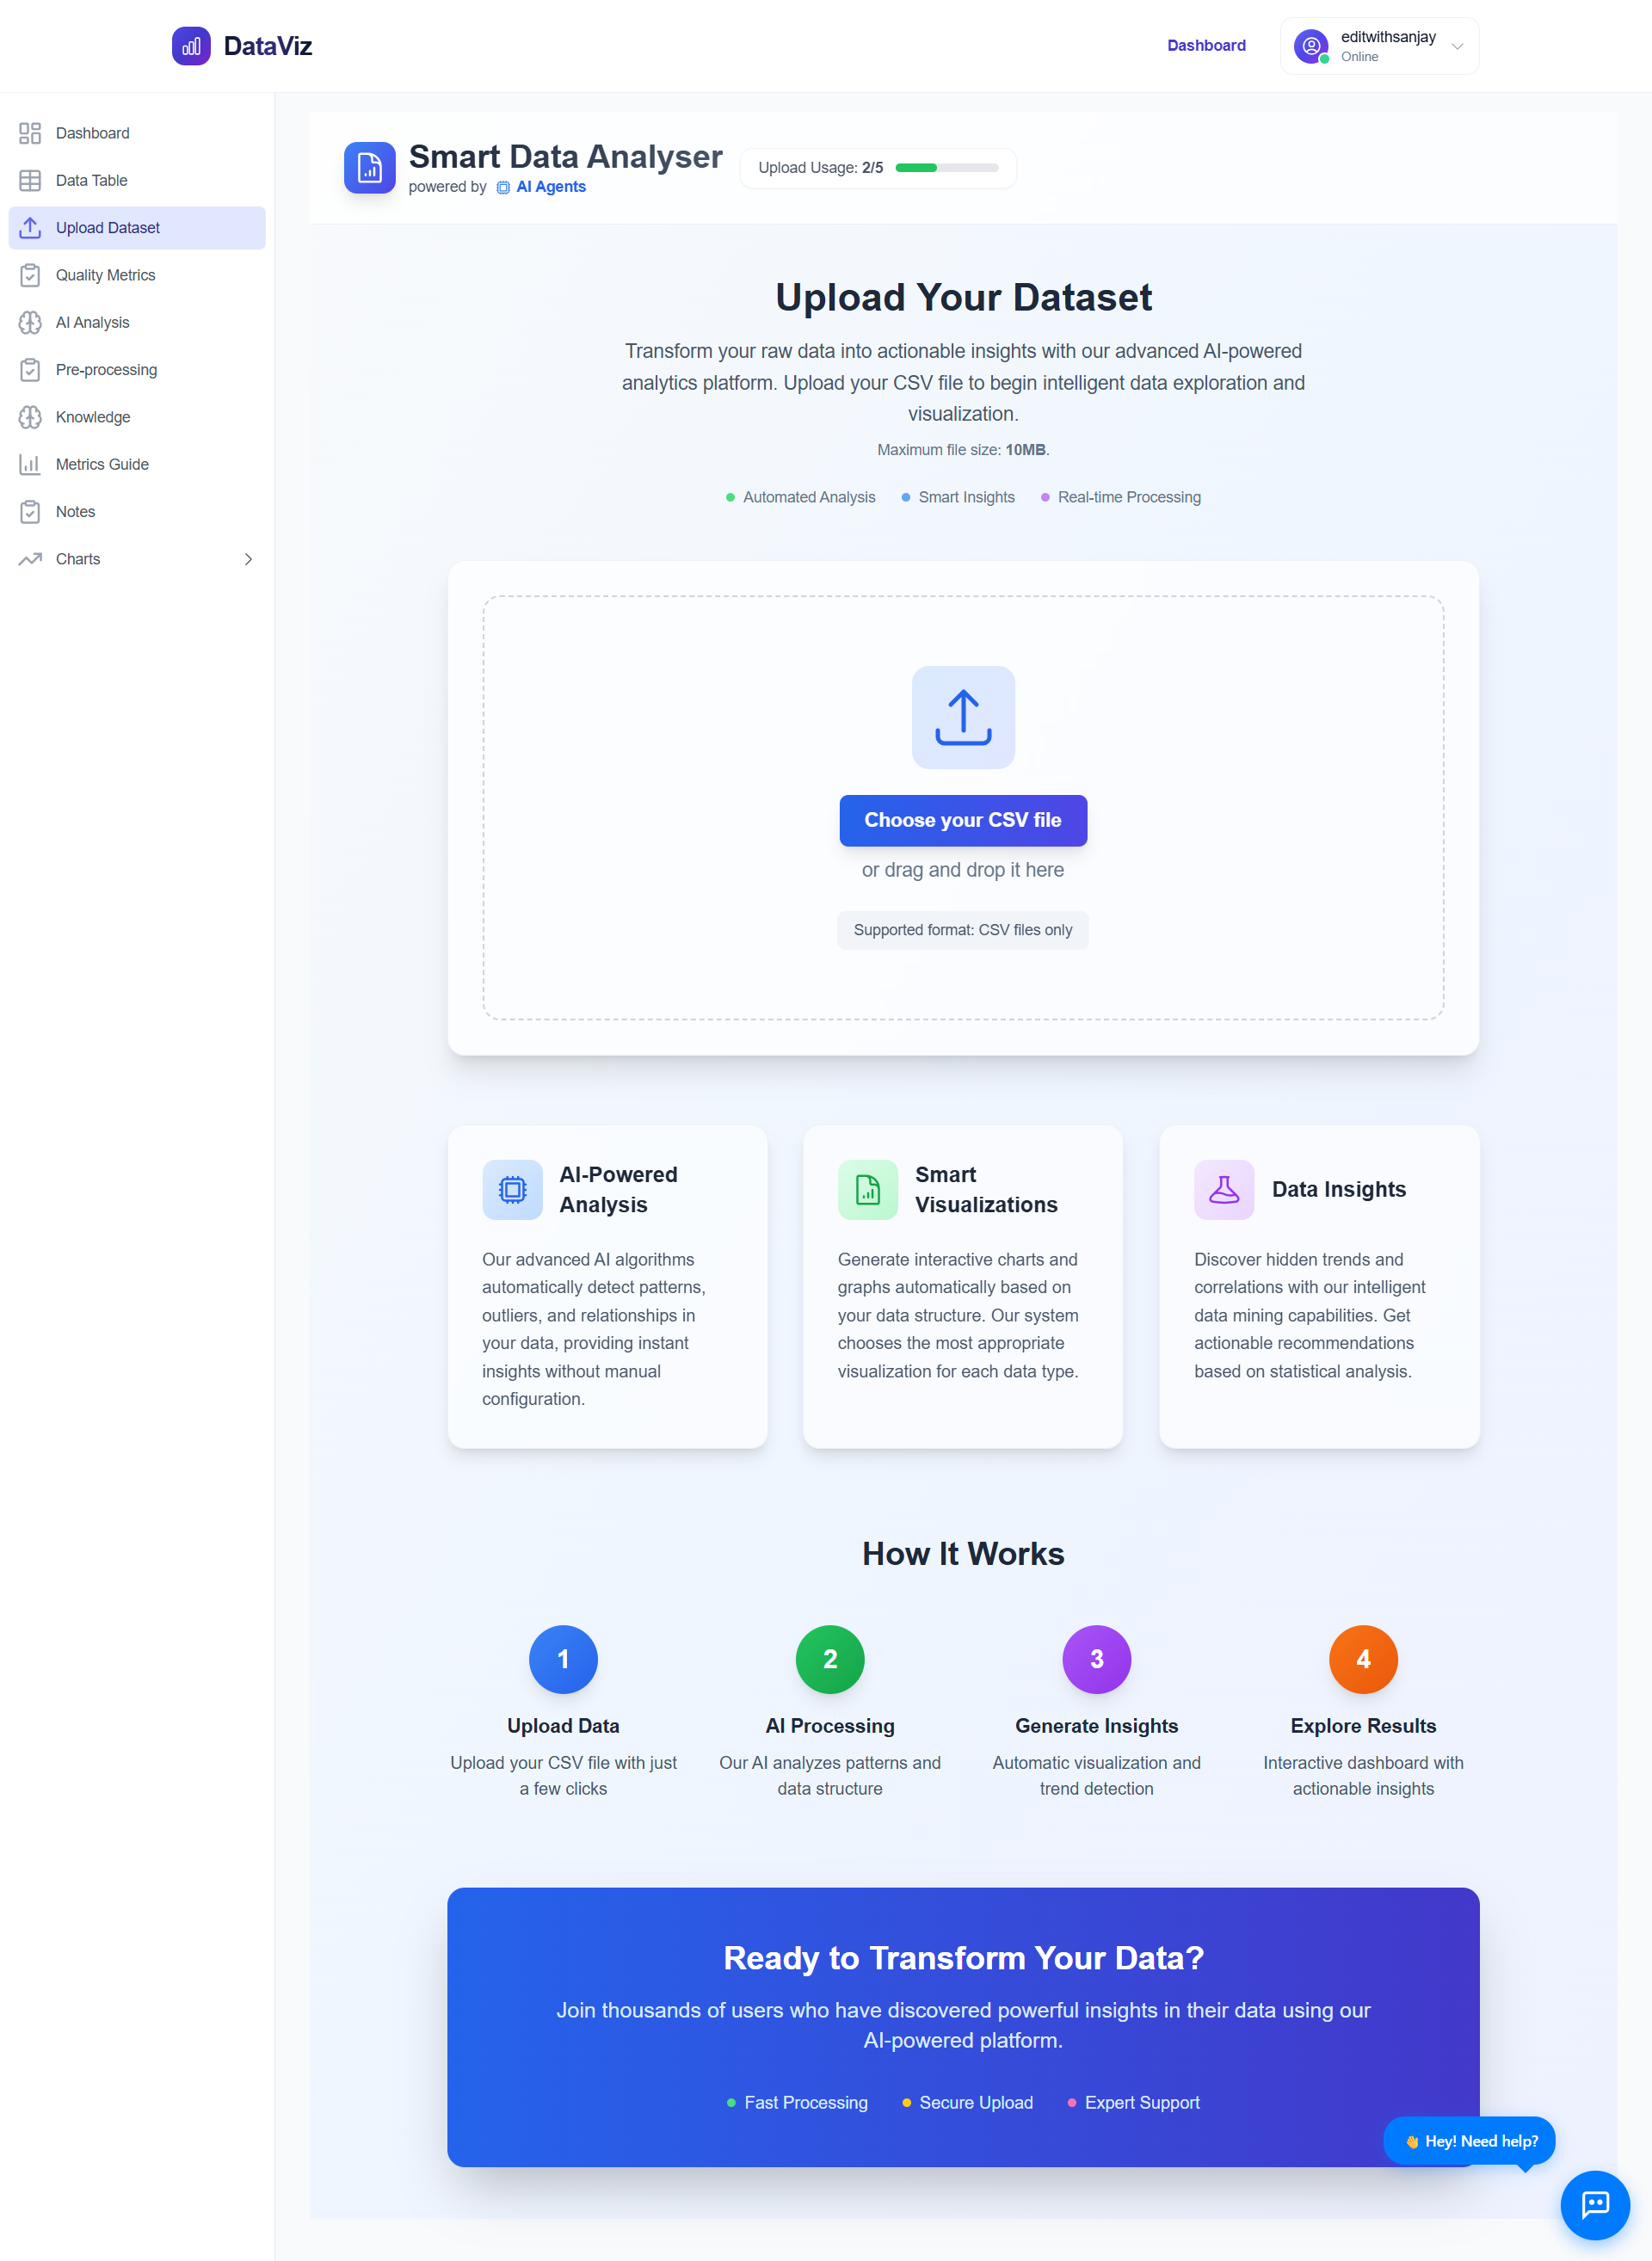 DataViz
Dashboard
editwithsanjay
Online
Dashboard
Data Table
Upload Dataset
Quality Metrics
AI Analysis
Pre-processing
Knowledge
Metrics Guide
Notes
Charts
Smart Data Analyser
powered by AI Agents
Upload Usage: 2/5
Upload Your Dataset
Transform your raw data into actionable insights with our advanced AI-powered
analytics platform. Upload your CSV file to begin intelligent data exploration and
visualization.
Maximum file size: 10MB.
Automated Analysis
Smart Insights
Real-time Processing
Choose your CSV file
or drag and drop it here
Supported format: CSV files only
AI-Powered
Analysis
Our advanced AI algorithms
automatically detect patterns,
outliers, and relationships in
your data, providing instant
insights without manual
configuration.
Smart
Visualizations
Generate interactive charts and
graphs automatically based on
your data structure. Our system
chooses the most appropriate
visualization for each data type.
Data Insights
Discover hidden trends and
correlations with our intelligent
data mining capabilities. Get
actionable recommendations
based on statistical analysis.
How It Works
1
Upload Data
Upload your CSV file with just
a few clicks
2
AI Processing
Our AI analyzes patterns and
data structure
3
Generate Insights
Automatic visualization and
trend detection
4
Explore Results
Interactive dashboard with
actionable insights
Ready to Transform Your Data?
Join thousands of users who have discovered powerful insights in their data using our
AI-powered platform.
Fast Processing
Secure Upload
Expert Support
👋 Hey! Need help?